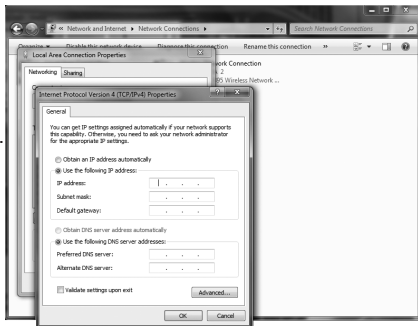 « Network and Internet ▸ Network Connections ▸
Search Network Connections
Organize ▾ Disable this network device Diagnose this connection Rename this connection »
Local Area Connection Properties
Networking Sharing
work Connection
2
95 Wireless Network ...
Internet Protocol Version 4 (TCP/IPv4) Properties
General
You can get IP settings assigned automatically if your network supports
this capability. Otherwise, you need to ask your network administrator
for the appropriate IP settings.
Obtain an IP address automatically
Use the following IP address:
IP address:
Subnet mask:
Default gateway:
Obtain DNS server address automatically
Use the following DNS server addresses:
Preferred DNS server:
Alternate DNS server:
Validate settings upon exit
Advanced...
OK Cancel